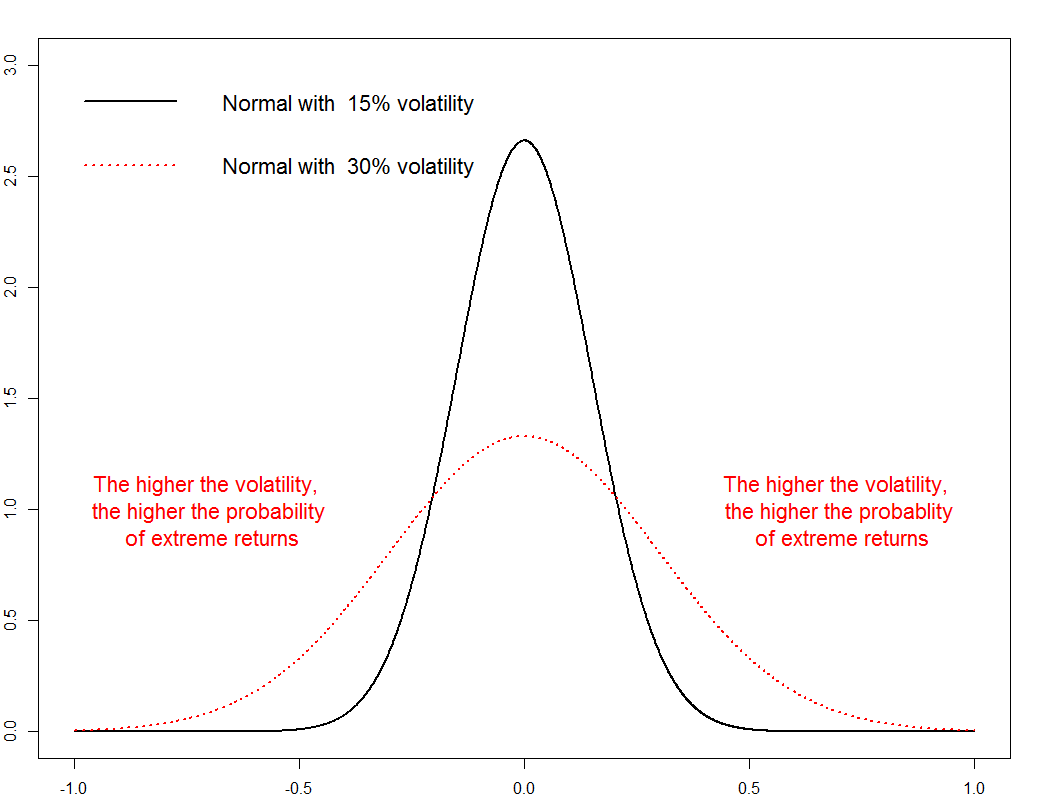 3.0
Normal with  15% volatility
Normal with  30% volatility
2.5
2.0
1.5
The higher the volatility,
the higher the probability
of extreme returns
The higher the volatility,
the higher the probablity
of extreme returns
1.0
0.5
0.0
-1.0 -0.5 0.0 0.5 1.0